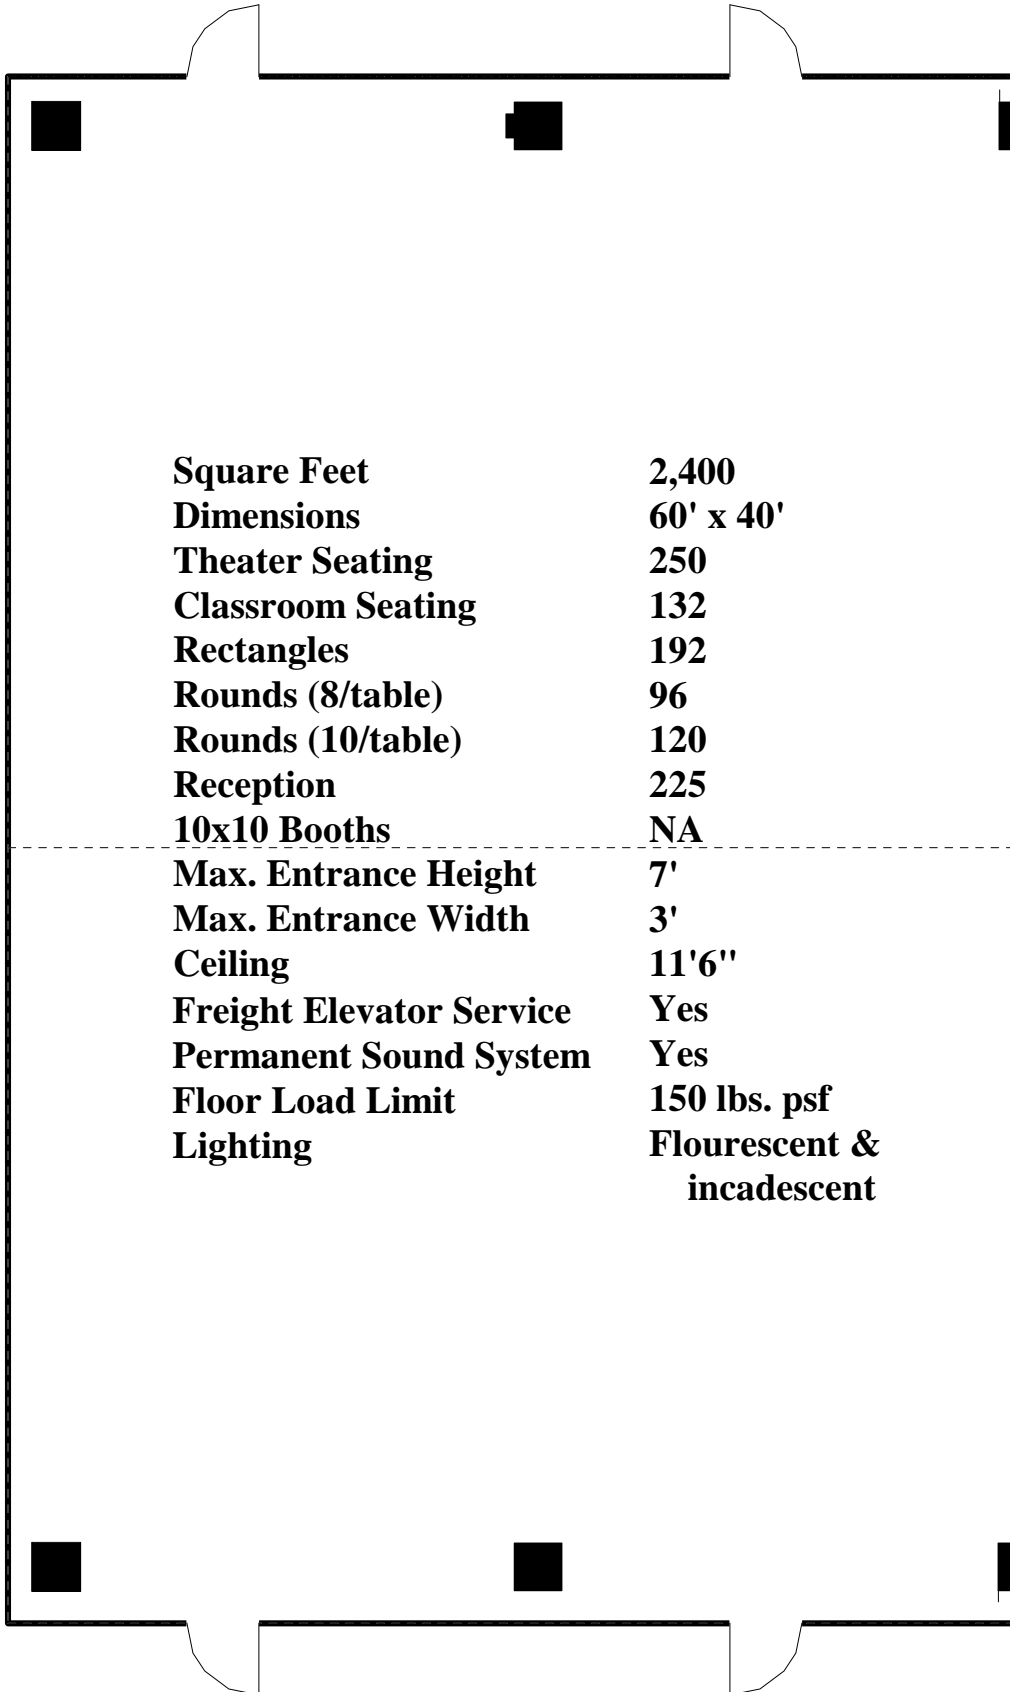 Square Feet 2,400
Dimensions 60' x 40'
Theater Seating 250
Classroom Seating 132
Rectangles 192
Rounds (8/table) 96
Rounds (10/table) 120
Reception 225
10x10 Booths NA
Max. Entrance Height 7'
Max. Entrance Width 3'
Ceiling 11'6"
Freight Elevator Service Yes
Permanent Sound System Yes
Floor Load Limit 150 lbs. psf
Lighting Flourescent &
incadescent